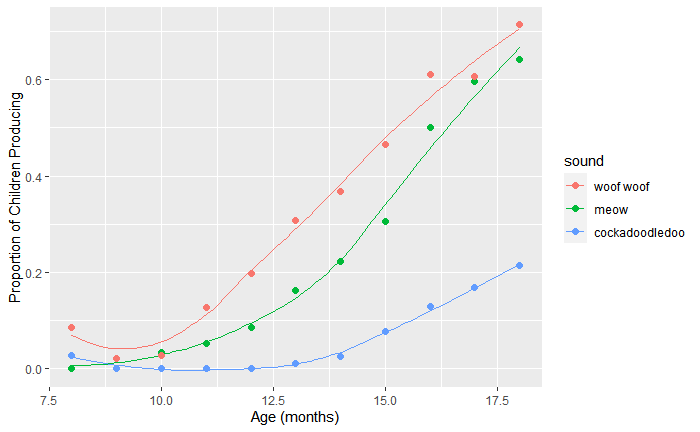 Proportion of Children Producing
0.6
0.4
0.2
0.0
7.5 10.0 12.5 15.0 17.5
Age (months)
sound
woof woof
meow
cockadoodledoo